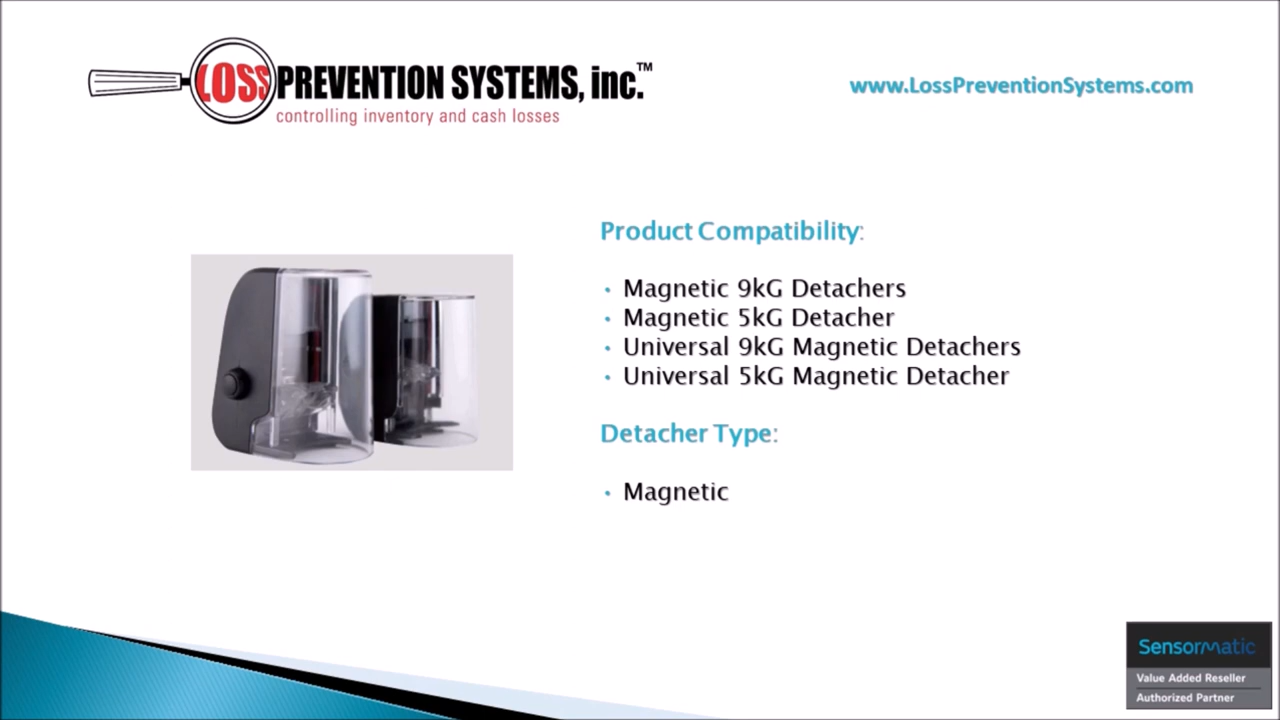 LOSS PREVENTION SYSTEMS, inc.™
controlling inventory and cash losses
www.LossPreventionSystems.com
Product Compatibility:
• Magnetic 9kG Detachers
• Magnetic 5kG Detacher
• Universal 9kG Magnetic Detachers
• Universal 5kG Magnetic Detacher
Detacher Type:
• Magnetic
Sensormatic
Value Added Reseller
Authorized Partner